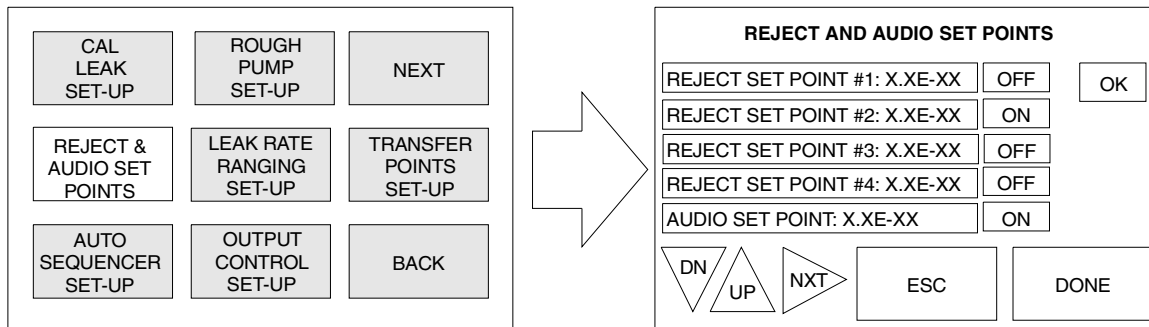 CAL
LEAK
SET-UP
ROUGH
PUMP
SET-UP
NEXT
REJECT &
AUDIO SET
POINTS
LEAK RATE
RANGING
SET-UP
TRANSFER
POINTS
SET-UP
AUTO
SEQUENCER
SET-UP
OUTPUT
CONTROL
SET-UP
BACK
REJECT AND AUDIO SET POINTS
REJECT SET POINT #1: X.XE-XX OFF OK
REJECT SET POINT #2: X.XE-XX ON
REJECT SET POINT #3: X.XE-XX OFF
REJECT SET POINT #4: X.XE-XX OFF
AUDIO SET POINT: X.XE-XX ON
DN UP NXT ESC DONE